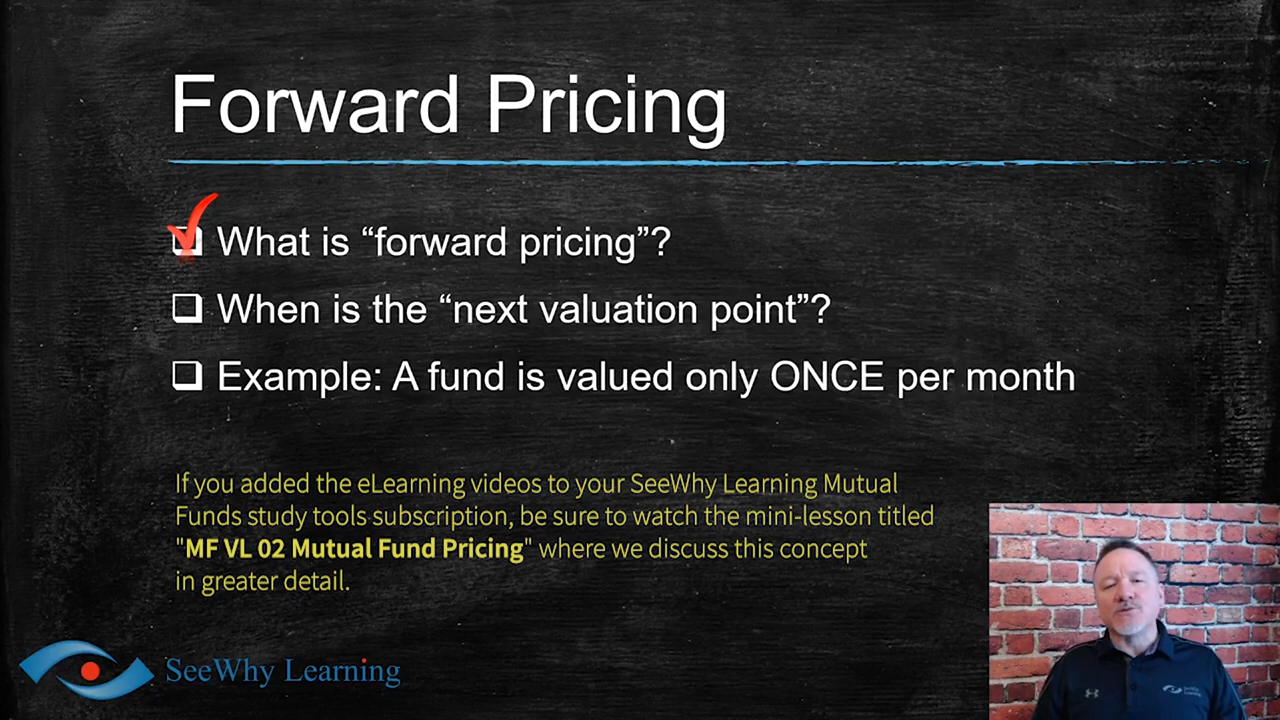 Forward Pricing
What is “forward pricing”?
When is the “next valuation point”?
Example: A fund is valued only ONCE per month
If you added the eLearning videos to your SeeWhy Learning Mutual
Funds study tools subscription, be sure to watch the mini-lesson titled
"MF VL 02 Mutual Fund Pricing" where we discuss this concept
in greater detail.
SeeWhy Learning
SeeWhy
Learning